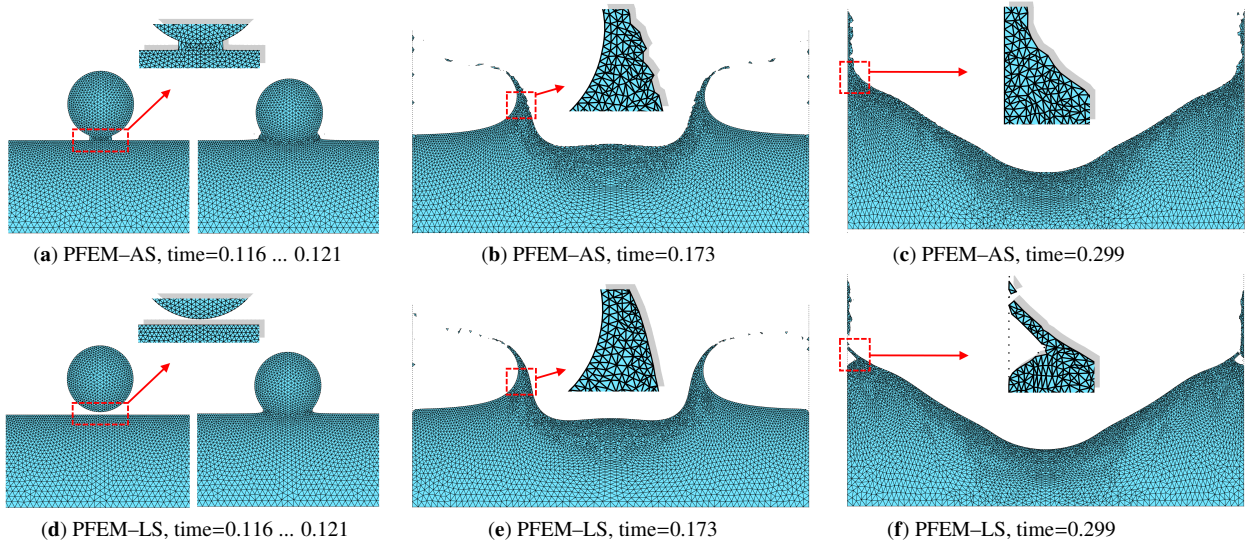 (a) PFEM–AS, time=0.116 ... 0.121
(b) PFEM–AS, time=0.173
(c) PFEM–AS, time=0.299
(d) PFEM–LS, time=0.116 ... 0.121
(e) PFEM–LS, time=0.173
(f) PFEM–LS, time=0.299